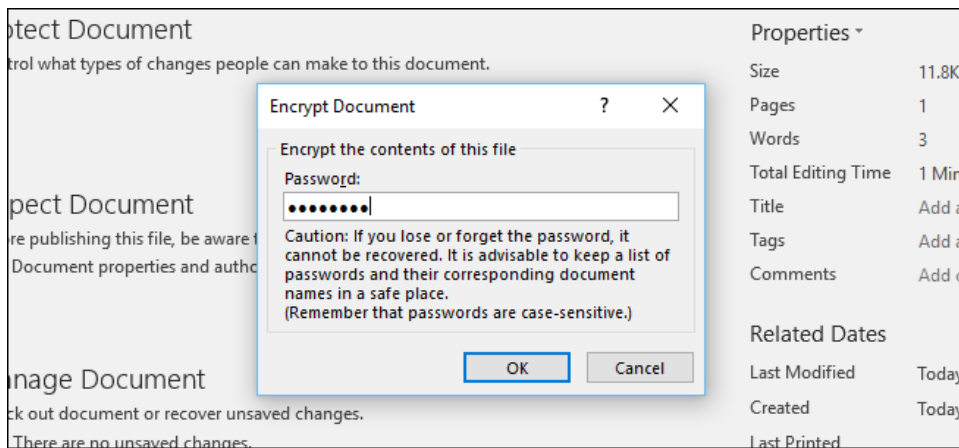 otect Document
trol what types of changes people can make to this document.
pect Document
re publishing this file, be aware t
Document properties and autho
nage Document
ck out document or recover unsaved changes.
There are no unsaved changes.
Encrypt Document
?
Encrypt the contents of this file
Password:
••••••••
Caution: If you lose or forget the password, it
cannot be recovered. It is advisable to keep a list of
passwords and their corresponding document
names in a safe place.
(Remember that passwords are case-sensitive.)
OK Cancel
Properties
Size 11.8K
Pages 1
Words 3
Total Editing Time 1 Min
Title Add a
Tags Add a
Comments Add c
Related Dates
Last Modified Today
Created Today
Last Printed